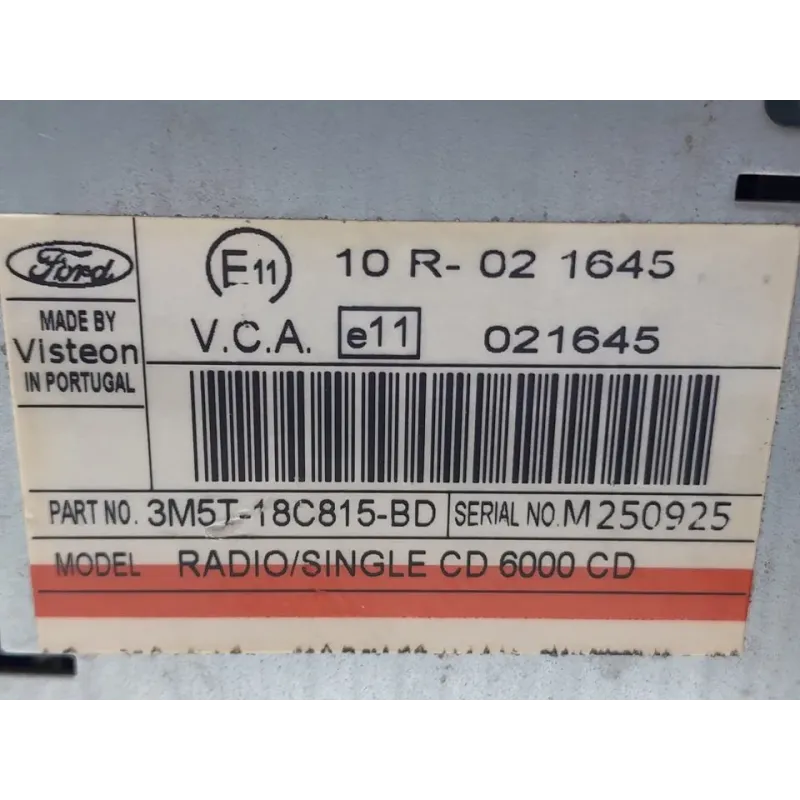 Ford
MADE BY
Visteon
IN PORTUGAL
E11 10 R- 02 1645
V.C.A. e11 021645
PART NO. 3M5T-18C815-BD SERIAL NO. M250925
MODEL RADIO/SINGLE CD 6000 CD